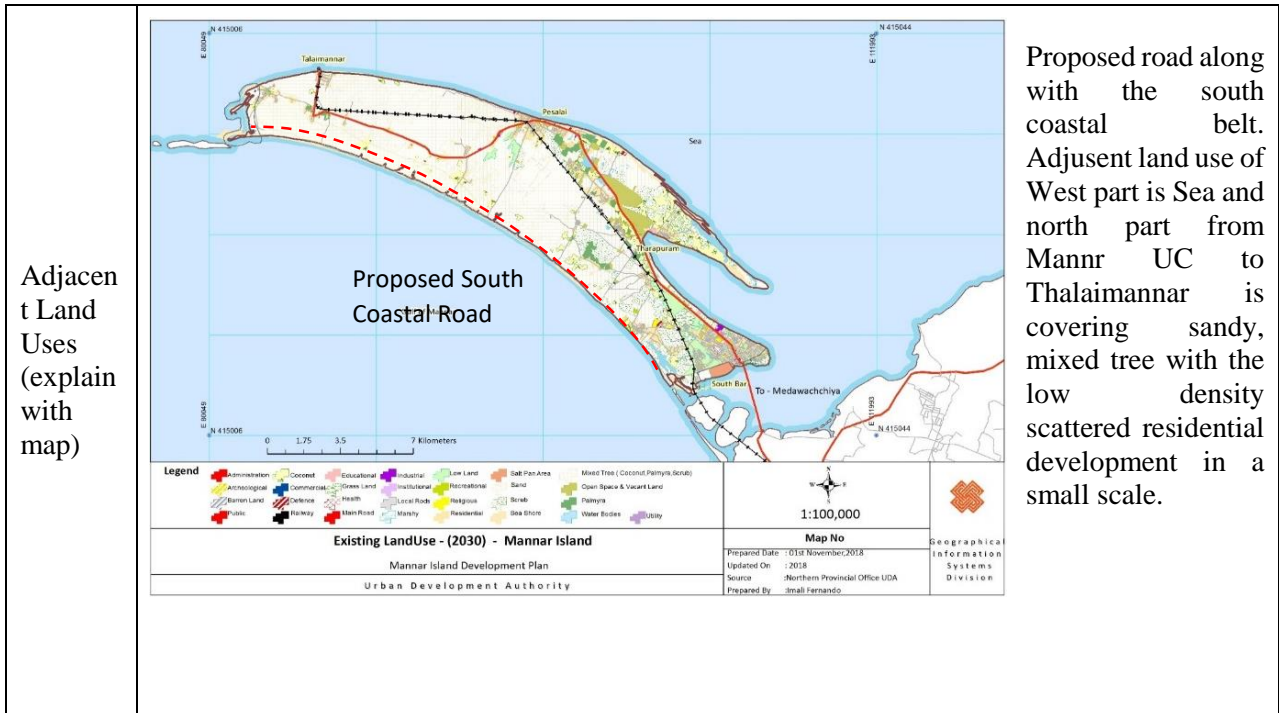 Adjacen
t Land
Uses
(explain
with
map)
N 415006
N 415044
E 80049
E 111993
Talaimannar
Pesalai
Sea
Tharapuram
Proposed South
Coastal Road
South Bar
To - Medawachchiya
E 80049
E 111993
N 415006
N 415044
0 1.75 3.5 7 Kilometers
Legend
Administration
Coconut
Educational
Industrial
Low Land
Salt Pan Area
Mixed Tree ( Coconut,Palmyra,Scrub)
Archeological
Commercial
Grass Land
Institutional
Recreational
Sand
Open Space & Vacant Land
Barren Land
Defence
Health
Local Rods
Religious
Scrub
Palmyra
Public
Railway
Main Road
Marshy
Residential
Sea Shore
Water Bodies
Utility
N
W
E
S
1:100,000
Existing LandUse - (2030) - Mannar Island
Mannar Island Development Plan
Urban Development Authority
Map No
Prepared Date : 01st November,2018
Updated On : 2018
Source :Northern Provincial Office UDA
Prepared By :Imali Fernando
Geographical
Information
Systems
Division
Proposed road along
with the south
coastal belt.
Adjusent land use of
West part is Sea and
north part from
Mannr UC to
Thalaimannar is
covering sandy,
mixed tree with the
low density
scattered residential
development in a
small scale.